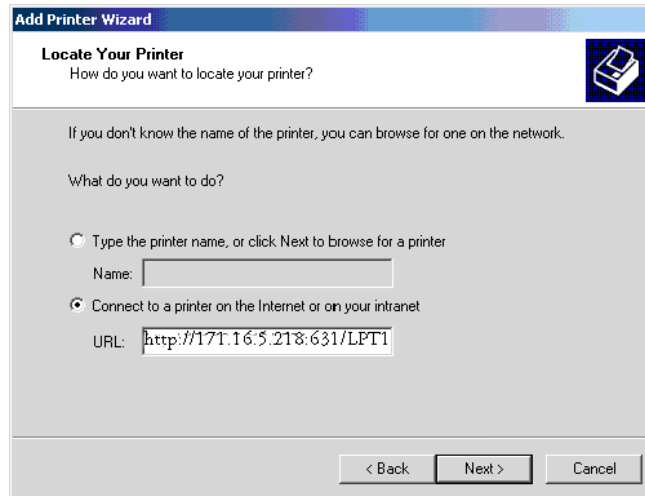 Add Printer Wizard
Locate Your Printer
How do you want to locate your printer?
If you don't know the name of the printer, you can browse for one on the network.
What do you want to do?
Type the printer name, or click Next to browse for a printer
Name:
Connect to a printer on the Internet or on your intranet
URL: http://171.16.5.218:631/LPT1
< Back Next > Cancel